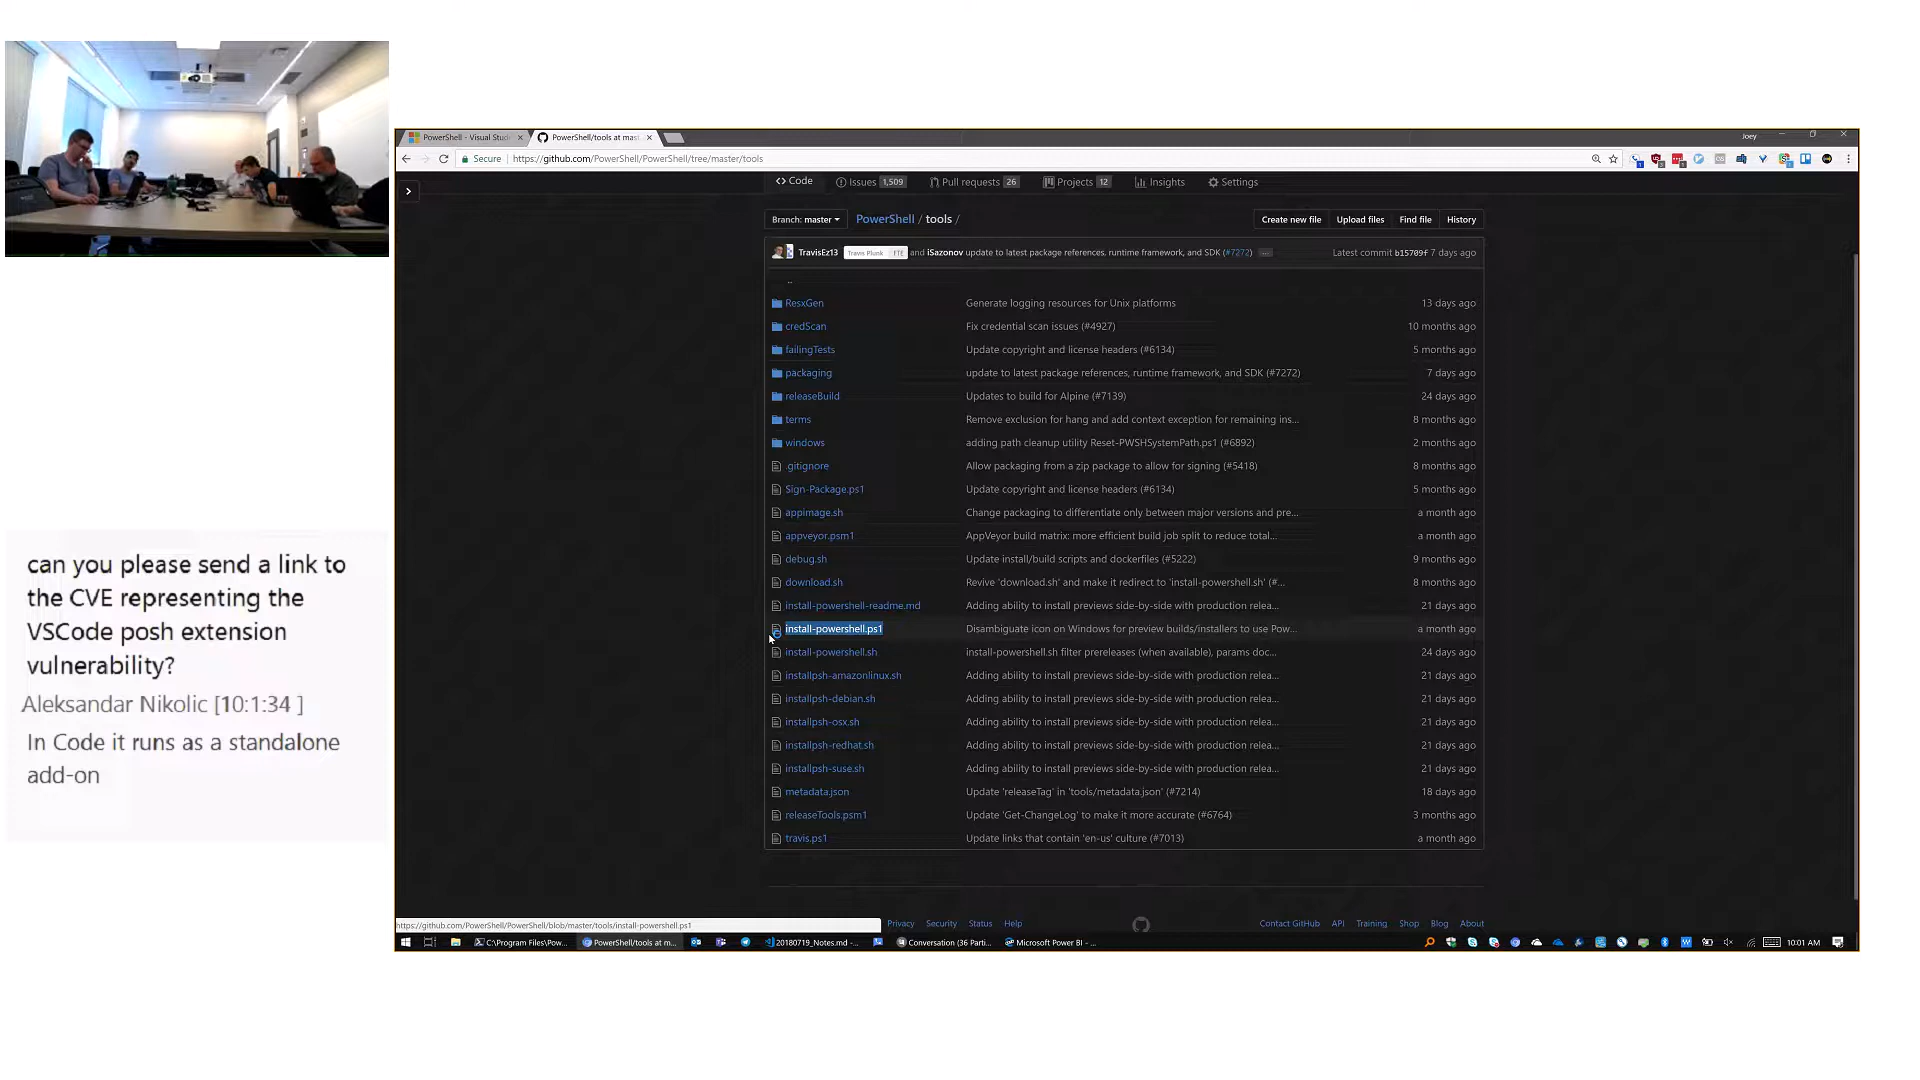 PowerShell - Visual Stud
PowerShell/tools at mas
Joey
Secure
https://github.com/PowerShell/PowerShell/tree/master/tools
Code
Issues 1,509
Pull requests 26
Projects 12
Insights
Settings
Branch: master
PowerShell / tools /
Create new file
Upload files
Find file
History
TravisEz13 Travis Plunk FTE and iSazonov update to latest package references, runtime framework, and SDK (#7272) ...
Latest commit b15709f 7 days ago
..
ResxGen Generate logging resources for Unix platforms 13 days ago
credScan Fix credential scan issues (#4927) 10 months ago
failingTests Update copyright and license headers (#6134) 5 months ago
packaging update to latest package references, runtime framework, and SDK (#7272) 7 days ago
releaseBuild Updates to build for Alpine (#7139) 24 days ago
terms Remove exclusion for hang and add context exception for remaining ins... 8 months ago
windows adding path cleanup utility Reset-PWSHSystemPath.ps1 (#6892) 2 months ago
.gitignore Allow packaging from a zip package to allow for signing (#5418) 8 months ago
Sign-Package.ps1 Update copyright and license headers (#6134) 5 months ago
appimage.sh Change packaging to differentiate only between major versions and pre... a month ago
appveyor.psm1 AppVeyor build matrix: more efficient build job split to reduce total... a month ago
debug.sh Update install/build scripts and dockerfiles (#5222) 9 months ago
download.sh Revive 'download.sh' and make it redirect to 'install-powershell.sh' (#... 8 months ago
install-powershell-readme.md Adding ability to install previews side-by-side with production relea... 21 days ago
install-powershell.ps1 Disambiguate icon on Windows for preview builds/installers to use Pow... a month ago
install-powershell.sh install-powershell.sh filter prereleases (when available), params doc... 24 days ago
installpsh-amazonlinux.sh Adding ability to install previews side-by-side with production relea... 21 days ago
installpsh-debian.sh Adding ability to install previews side-by-side with production relea... 21 days ago
installpsh-osx.sh Adding ability to install previews side-by-side with production relea... 21 days ago
installpsh-redhat.sh Adding ability to install previews side-by-side with production relea... 21 days ago
installpsh-suse.sh Adding ability to install previews side-by-side with production relea... 21 days ago
metadata.json Update 'releaseTag' in 'tools/metadata.json' (#7214) 18 days ago
releaseTools.psm1 Update 'Get-ChangeLog' to make it more accurate (#6764) 3 months ago
travis.ps1 Update links that contain 'en-us' culture (#7013) a month ago
https://github.com/PowerShell/PowerShell/blob/master/tools/install-powershell.ps1
Privacy Security Status Help
Contact GitHub API Training Shop Blog About
C:\Program Files\Pow...
PowerShell/tools at m...
20180719_Notes.md -...
Conversation (36 Parti...
Microsoft Power BI - ...
10:01 AM
can you please send a link to
the CVE representing the
VSCode posh extension
vulnerability?
Aleksandar Nikolic [10:1:34 ]
In Code it runs as a standalone
add-on